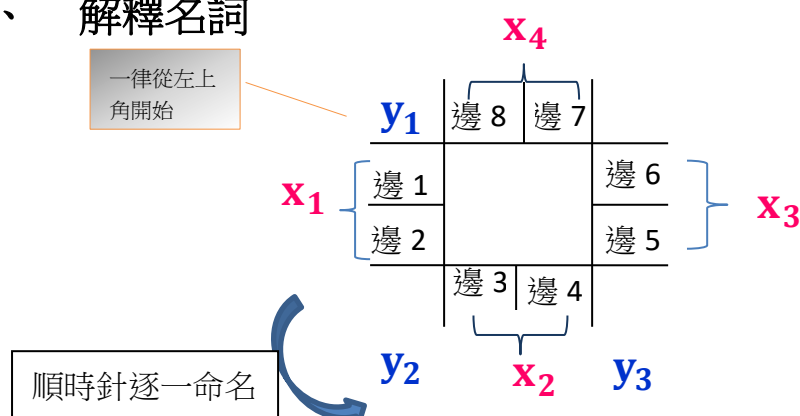 、 解釋名詞
一律從左上
角開始
x₄
y₁
邊 8 邊 7
x₁
邊 1
邊 6
x₃
邊 2
邊 5
邊 3 邊 4
y₂
x₂
y₃
順時針逐一命名